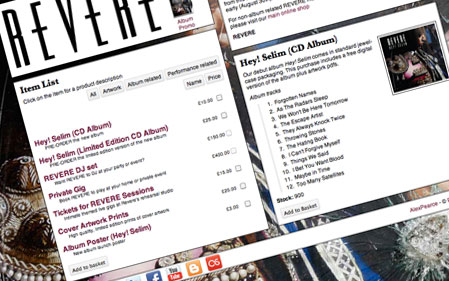 REVERE
Album
Promo
Item List
Click on the item for a product description
All
Artwork
Album related
Performance related
Name
Price
Hey! Selim (CD Album)
PRE-ORDER the new album
£15.00
Hey! Selim (Limited Edition CD Album)
PRE-ORDER the limited edition version of the new album
£25.00
REVERE DJ set
Want REVERE to DJ at your party or event?
£150.00
Private Gig
Book REVERE to play at your home or private event
£400.00
Tickets for REVERE Sessions
Intimate themed live gigs at Revere's rehearsal studio
£15.00
Cover Artwork Prints
High quality, limited edition prints of cover artwork
£20.00
Album Poster (Hey! Selim)
New album launch poster
£3.00
Add to basket
You
Tube
For non-album related REVERE
please visit our main online shop
REVERE
Hey! Selim (CD Album)
Our debut album Hey! Selim comes in standard jewel-
case packaging. This purchase includes a free digital
version of the album plus artwork pdfs.
Album tracks
1. Forgotten Names
2. As The Radars Sleep
3. We Won't Be Here Tomorrow
4. The Escape Artist
5. They Always Knock Twice
6. Throwing Stones
7. The Hating Book
8. I Can't Forgive Myself
9. Things We Said
10. I Bet You Want Blood
11. Maybe in Time
12. Too Many Satellites
Stock: 900
Add to Basket
AlexPearce - ©